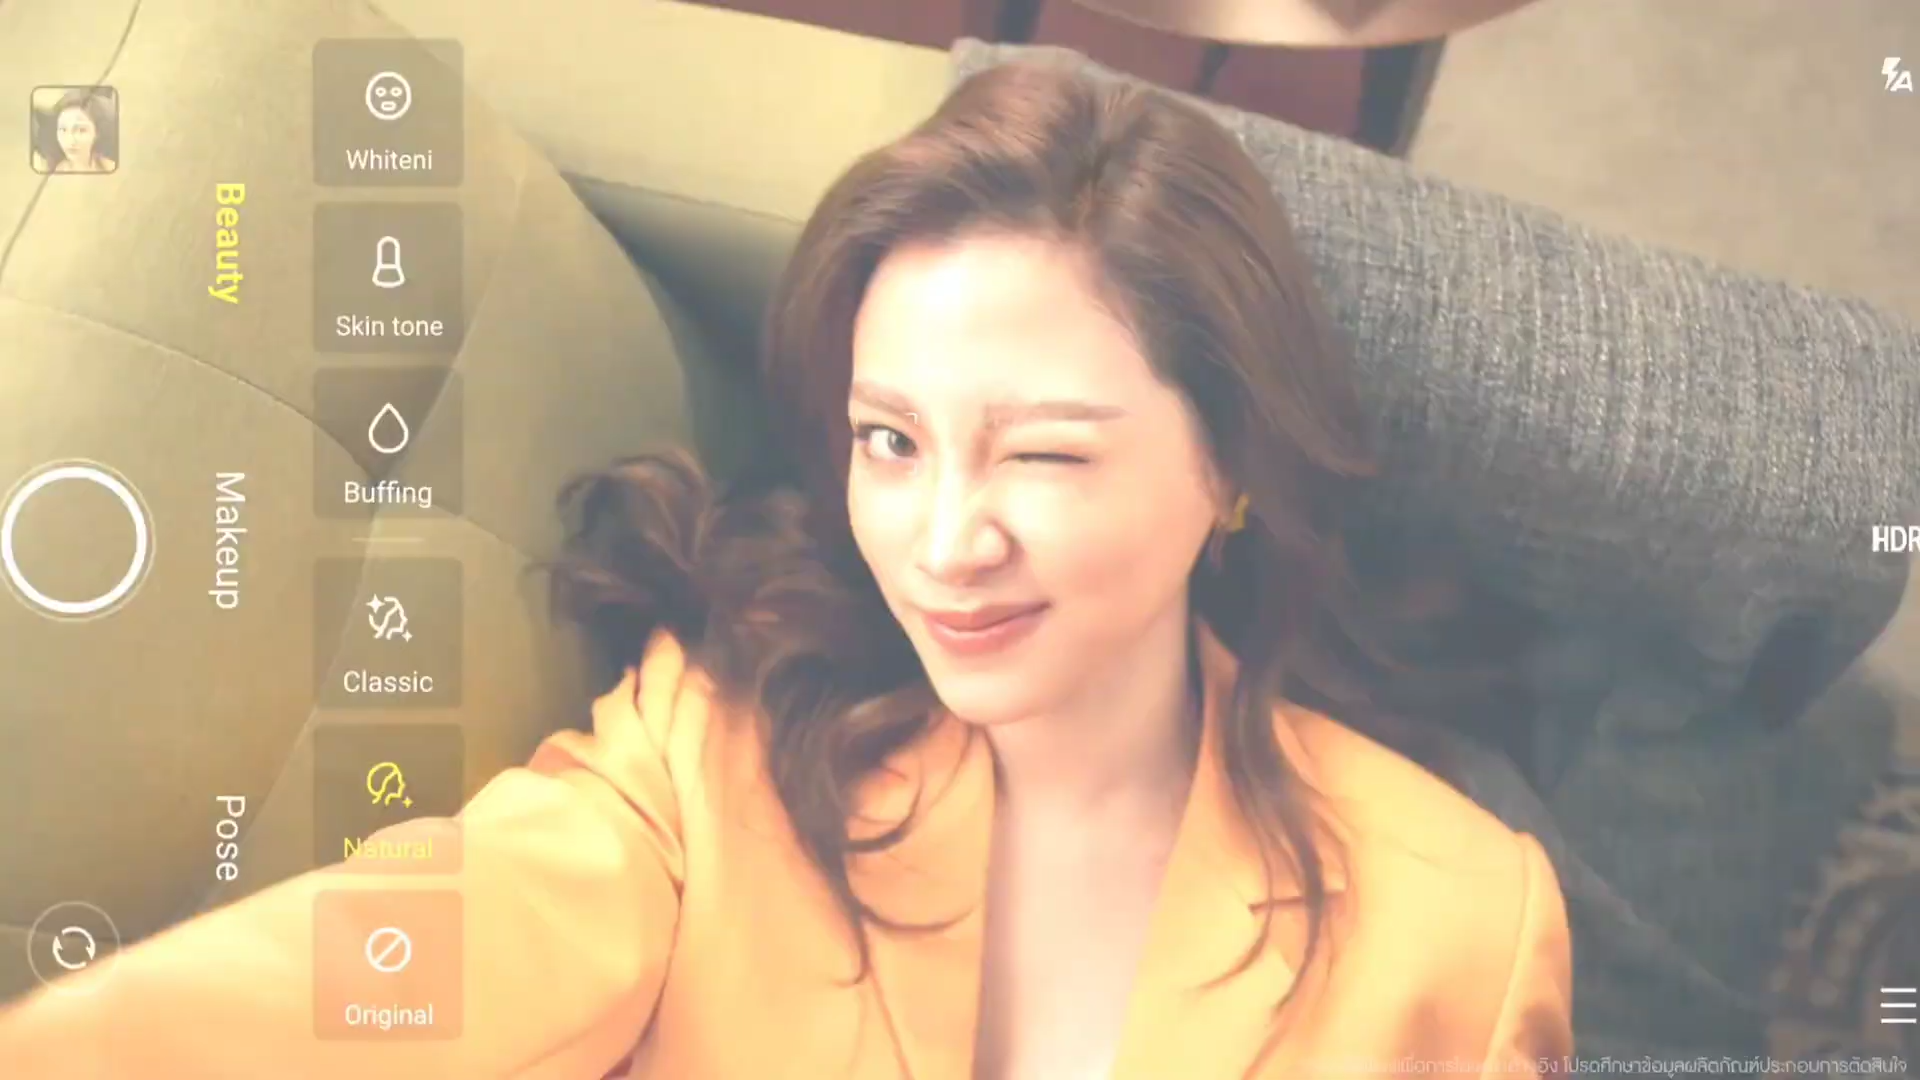 Whiteni
Skin tone
Buffing
Classic
Natural
Original
Beauty
Makeup
Pose
HDR
โปรดศึกษาข้อมูลผลิตภัณฑ์ประกอบการตัดสินใจ